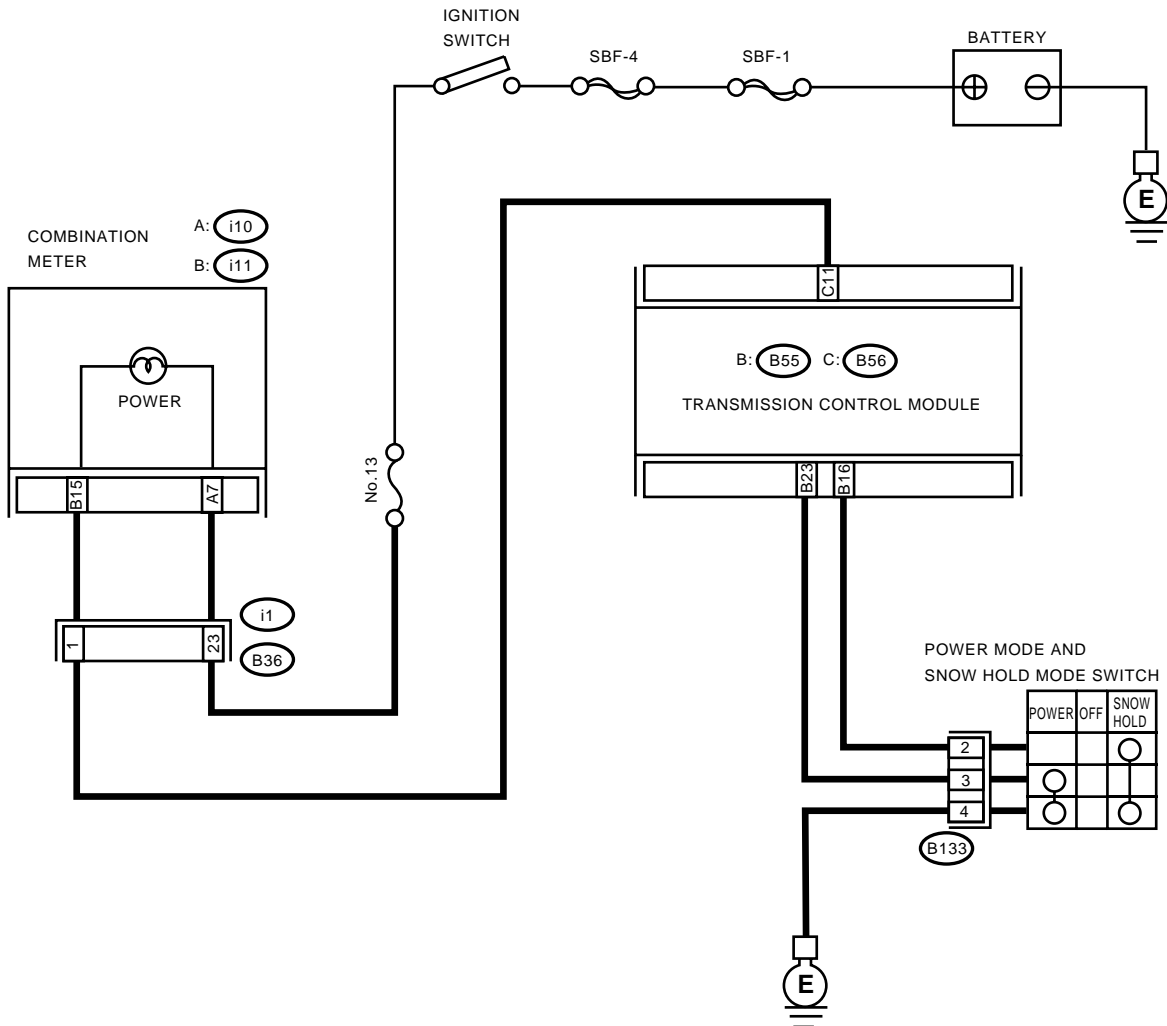 IGNITION
SWITCH
SBF-4
SBF-1
BATTERY
E
COMBINATION
METER
A: i10
B: i11
C11
B: B55 C: B56
TRANSMISSION CONTROL MODULE
POWER
No.13
B15
A7
B23
B16
1
23
i1
B36
POWER MODE AND
SNOW HOLD MODE SWITCH
POWER
OFF
SNOW
HOLD
2
3
4
B133
E